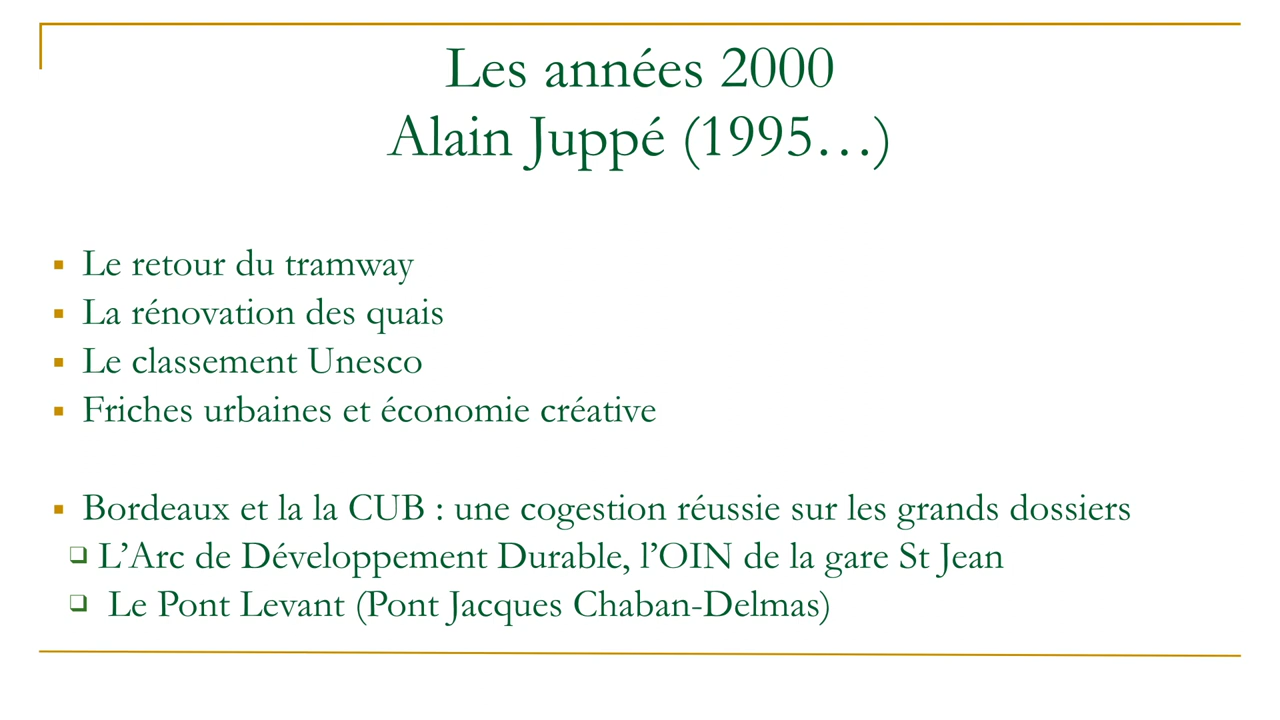 Les années 2000
Alain Juppé (1995…)
▪ Le retour du tramway
▪ La rénovation des quais
▪ Le classement Unesco
▪ Friches urbaines et économie créative
▪ Bordeaux et la la CUB : une cogestion réussie sur les grands dossiers
❑ L’Arc de Développement Durable, l’OIN de la gare St Jean
❑ Le Pont Levant (Pont Jacques Chaban-Delmas)